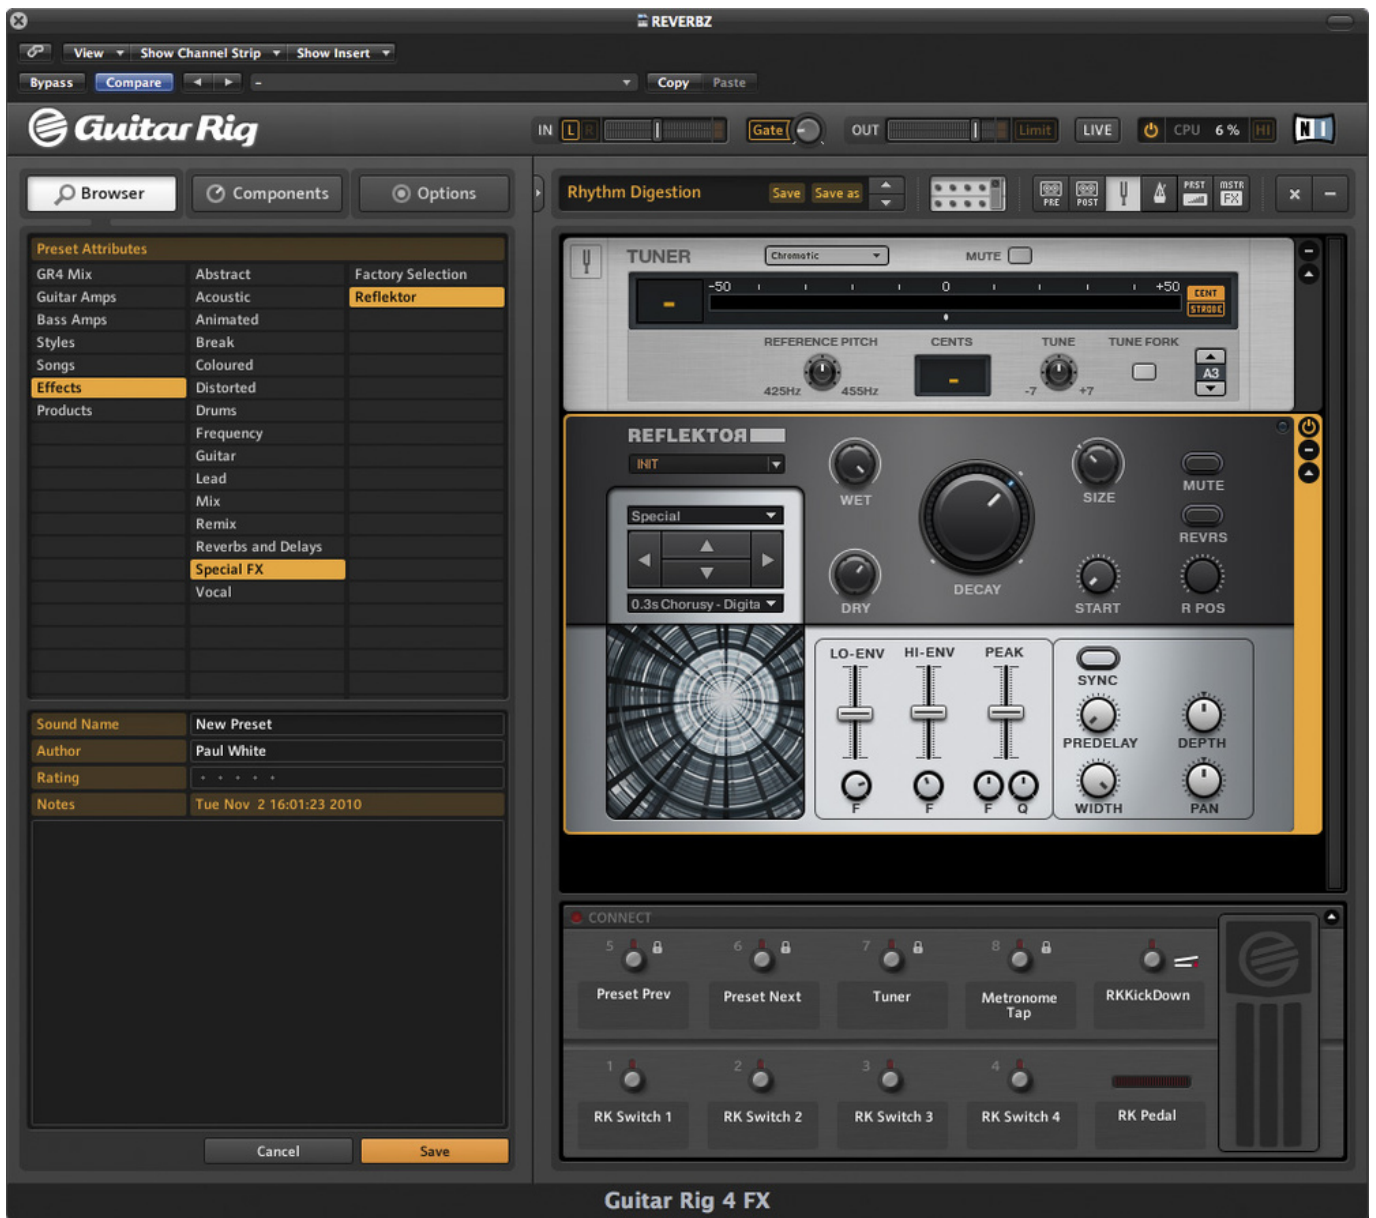 REVERBZ
View Show Channel Strip Show Insert
Bypass Compare - Copy Paste
Guitar Rig IN L R Gate OUT Limit LIVE CPU 6 % HI N I
Browser Components Options
Rhythm Digestion Save Save as PRE POST PRST MSTR FX × –
Preset Attributes
GR4 Mix Abstract Factory Selection
Guitar Amps Acoustic Reflektor
Bass Amps Animated
Styles Break
Songs Coloured
Effects Distorted
Products Drums
Frequency
Guitar
Lead
Mix
Remix
Reverbs and Delays
Special FX
Vocal
Sound Name New Preset
Author Paul White
Rating
Notes Tue Nov 2 16:01:23 2010
Cancel Save
TUNER Chromatic MUTE
- -50 0 +50 CENT
STROBE
REFERENCE PITCH CENTS TUNE TUNE FORK
425Hz 455Hz - -7 +7 A3
REFLEKTOЯ
INIT
WET SIZE MUTE
Special
REVRS
0.3s Chorusy - Digita
DRY DECAY START R POS
LO-ENV HI-ENV PEAK
SYNC
PREDELAY DEPTH
F F F Q WIDTH PAN
CONNECT
5 6 7 8
Preset Prev Preset Next Tuner Metronome Tap RKKickDown
1 2 3 4
RK Switch 1 RK Switch 2 RK Switch 3 RK Switch 4 RK Pedal
Guitar Rig 4 FX